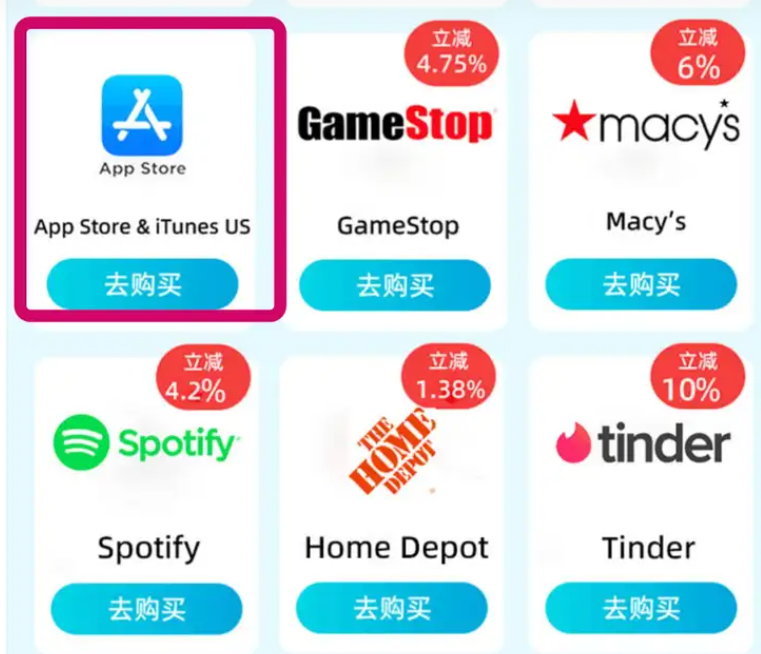 立减
4.75%
立减
6%
App Store
GameStop
macy's
App Store & iTunes US
GameStop
Macy's
去购买
去购买
去购买
立减
4.2%
立减
1.38%
立减
10%
Spotify
THE
HOME
DEPOT
tinder
Spotify
Home Depot
Tinder
去购买
去购买
去购买